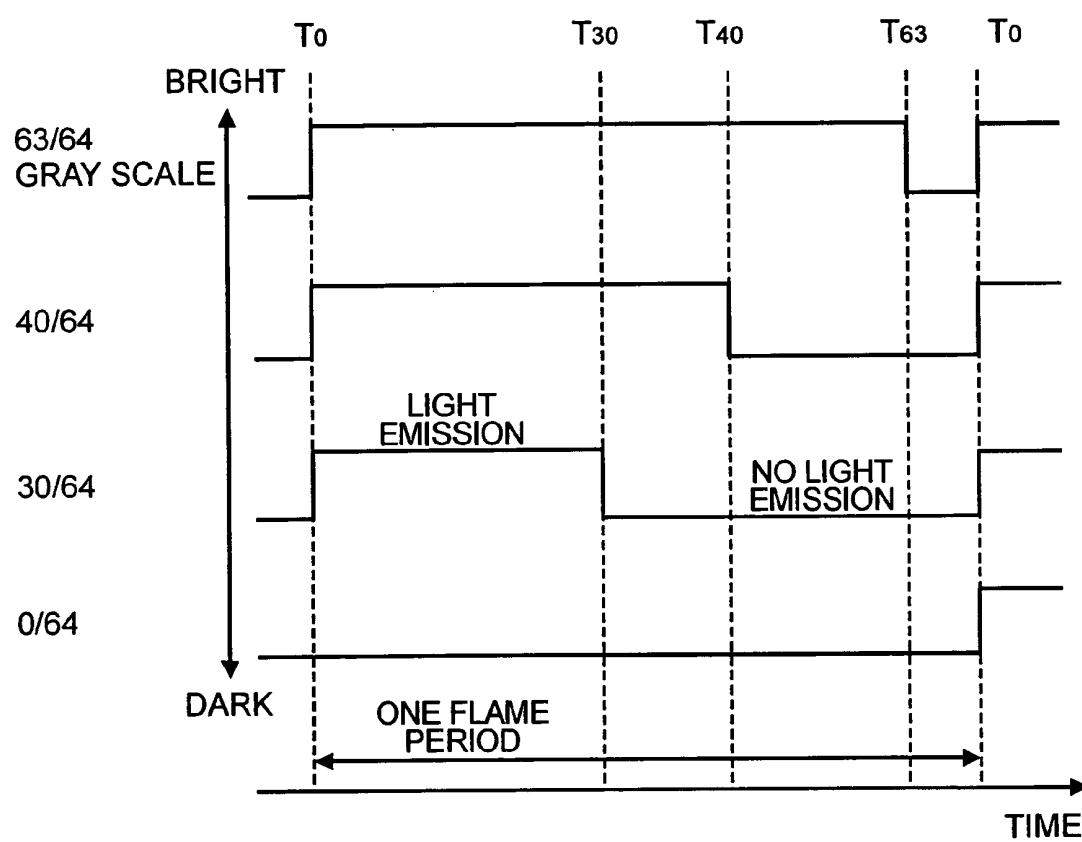 T0 T30 T40 T63 T0
BRIGHT
63/64
GRAY SCALE
40/64
LIGHT
EMISSION
30/64
NO LIGHT
EMISSION
0/64
DARK
ONE FLAME
PERIOD
TIME